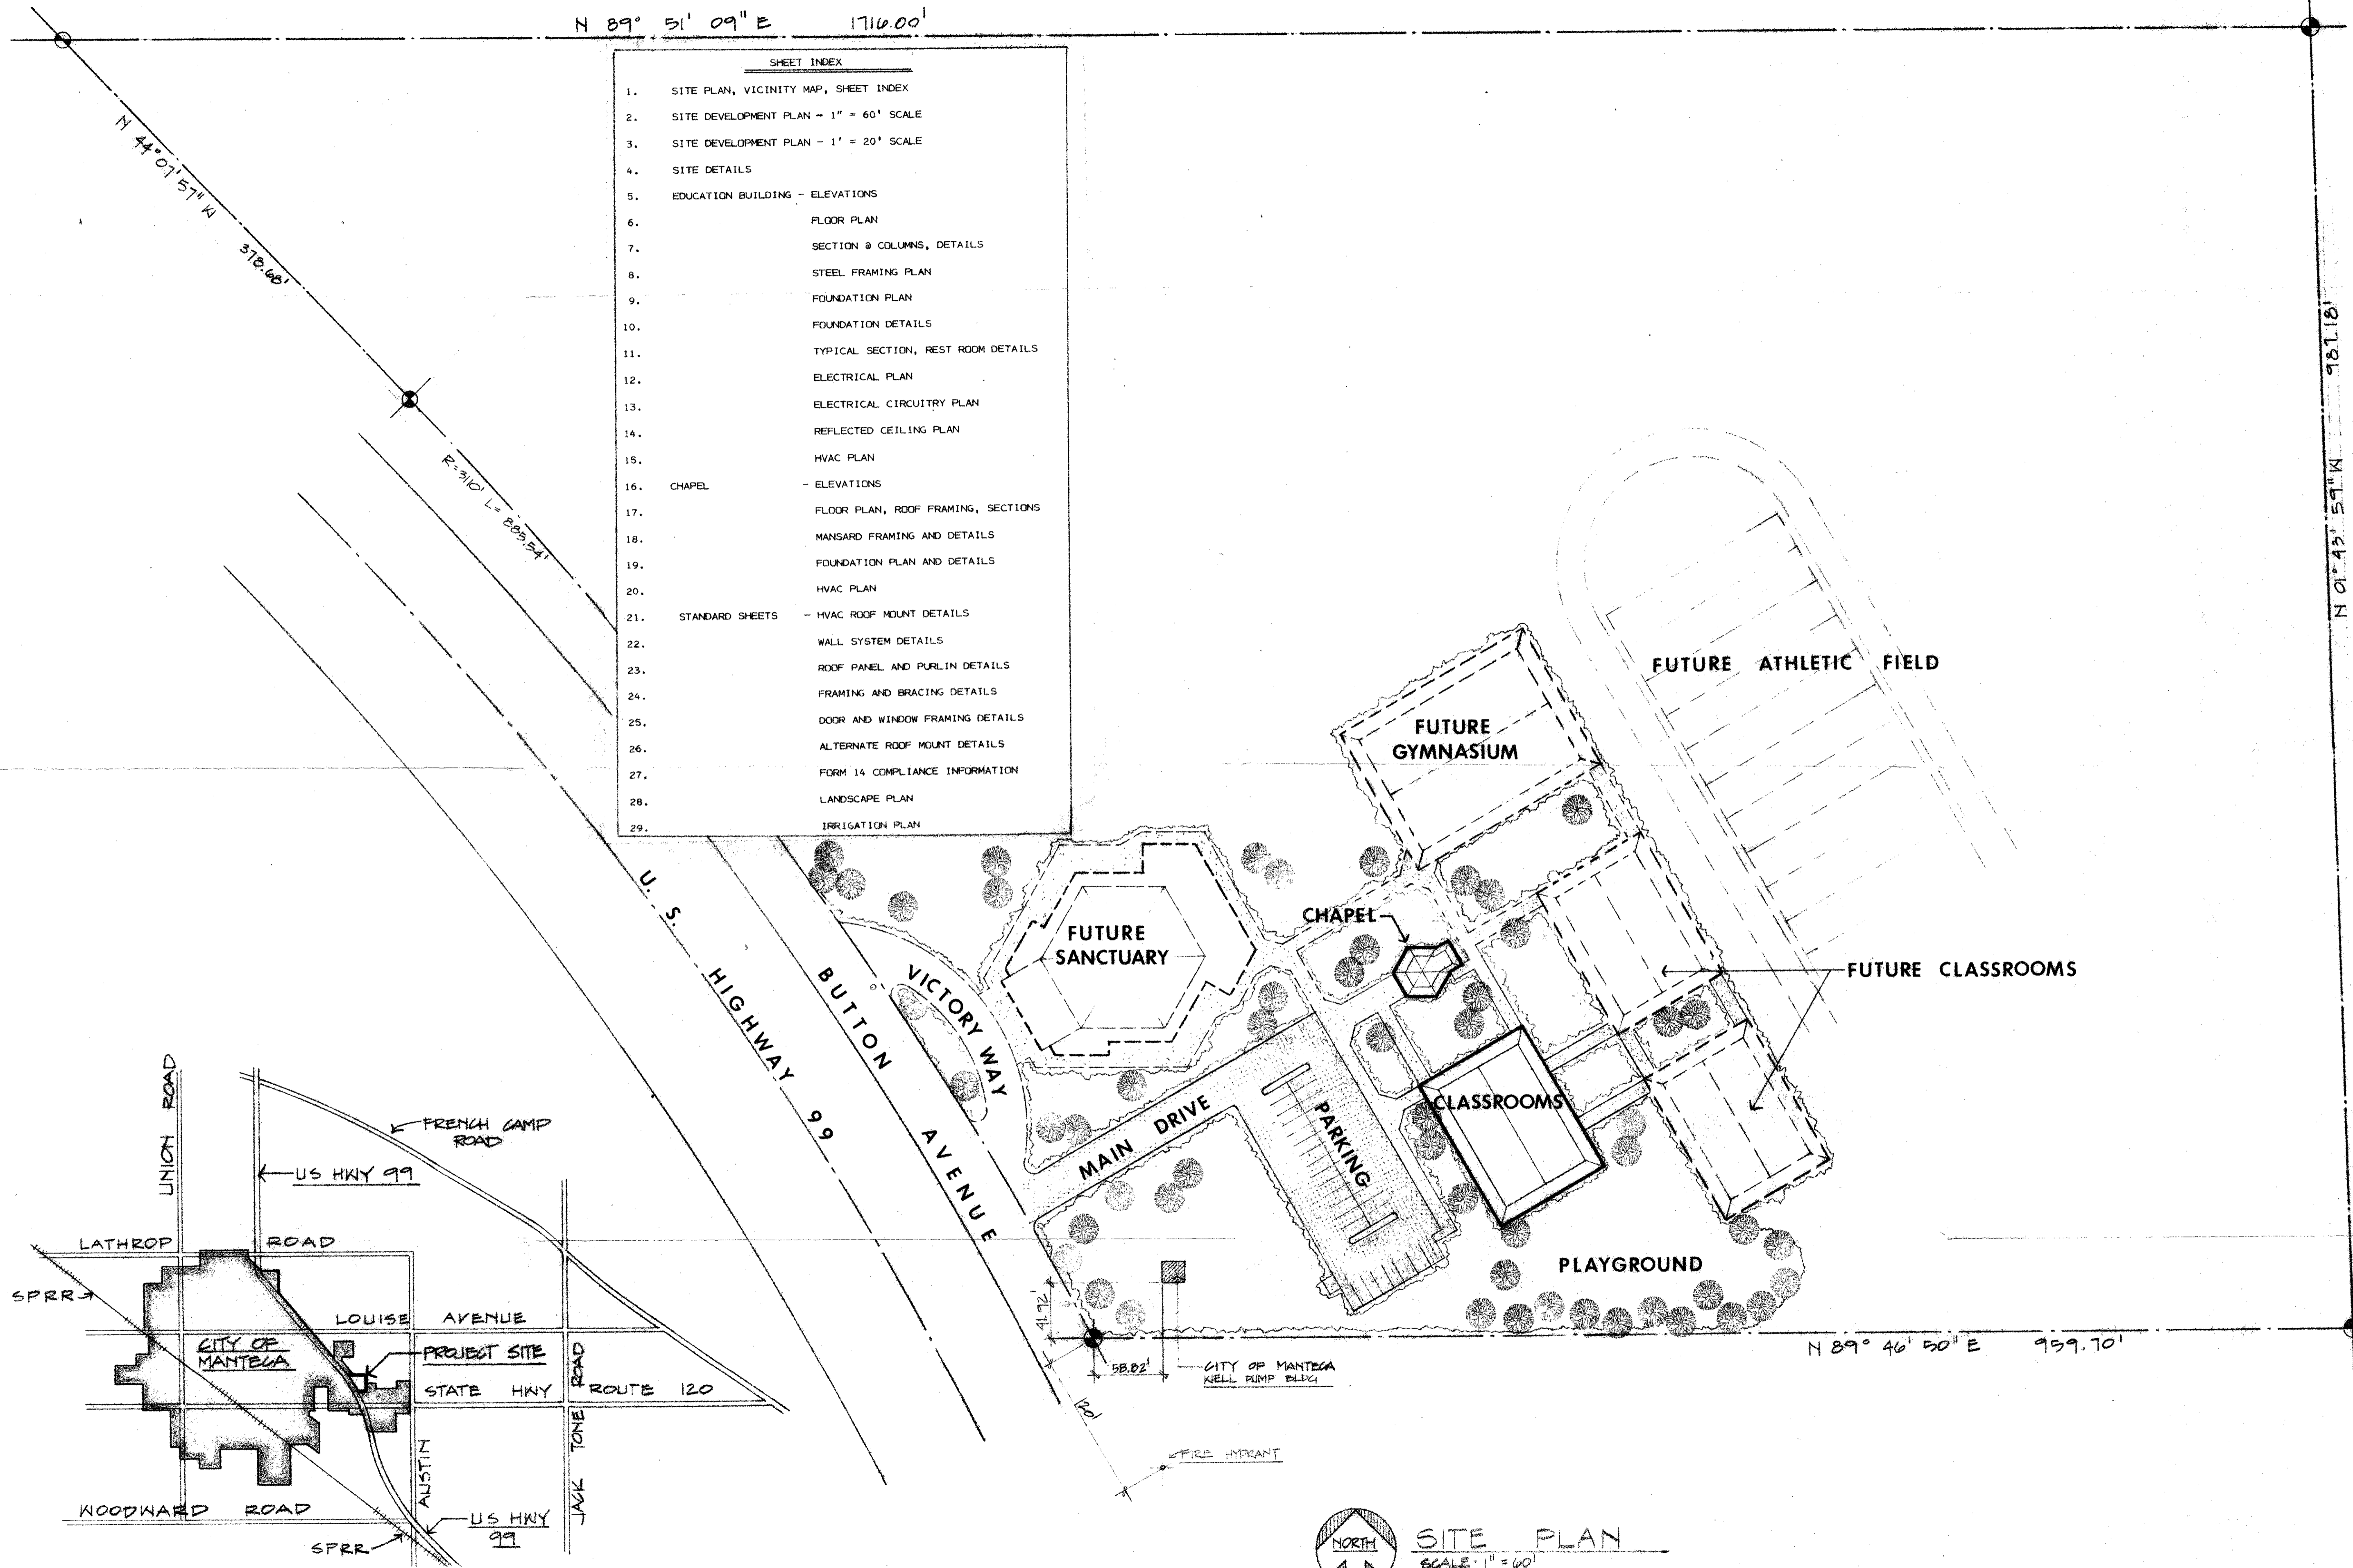 N 89° 51' 09" E 1716.00'
SHEET INDEX
1. SITE PLAN, VICINITY MAP, SHEET INDEX
2. SITE DEVELOPMENT PLAN - 1" = 60' SCALE
3. SITE DEVELOPMENT PLAN - 1' = 20' SCALE
4. SITE DETAILS
5. EDUCATION BUILDING - ELEVATIONS
6. FLOOR PLAN
7. SECTION @ COLUMNS, DETAILS
8. STEEL FRAMING PLAN
9. FOUNDATION PLAN
10. FOUNDATION DETAILS
11. TYPICAL SECTION, REST ROOM DETAILS
12. ELECTRICAL PLAN
13. ELECTRICAL CIRCUITRY PLAN
14. REFLECTED CEILING PLAN
15. HVAC PLAN
16. CHAPEL - ELEVATIONS
17. FLOOR PLAN, ROOF FRAMING, SECTIONS
18. MANSARD FRAMING AND DETAILS
19. FOUNDATION PLAN AND DETAILS
20. HVAC PLAN
21. STANDARD SHEETS - HVAC ROOF MOUNT DETAILS
22. WALL SYSTEM DETAILS
23. ROOF PANEL AND PURLIN DETAILS
24. FRAMING AND BRACING DETAILS
25. DOOR AND WINDOW FRAMING DETAILS
26. ALTERNATE ROOF MOUNT DETAILS
27. FORM 14 COMPLIANCE INFORMATION
28. LANDSCAPE PLAN
29. IRRIGATION PLAN
N 44° 07' 57" W 378.68'
R=3110' L=885.54'
N 01° 43' 59" W 987.18'
FUTURE ATHLETIC FIELD
FUTURE
GYMNASIUM
CHAPEL
FUTURE
SANCTUARY
FUTURE CLASSROOMS
U. S. HIGHWAY 99
BUTTON AVENUE
VICTORY WAY
MAIN DRIVE
PARKING
CLASSROOMS
PLAYGROUND
71.92'
58.82'
CITY OF MANTECA
WELL PUMP BLDG
120'
FIRE HYDRANT
N 89° 46' 50" E 959.70'
UNION ROAD
FRENCH CAMP
ROAD
US HWY 99
LATHROP ROAD
SPRR
LOUISE AVENUE
CITY OF
MANTECA
PROJECT SITE
STATE HWY ROUTE 120
JACK TONE ROAD
AUSTIN
WOODWARD ROAD
US HWY
99
SPRR
NORTH
SITE PLAN
SCALE: 1" = 60'